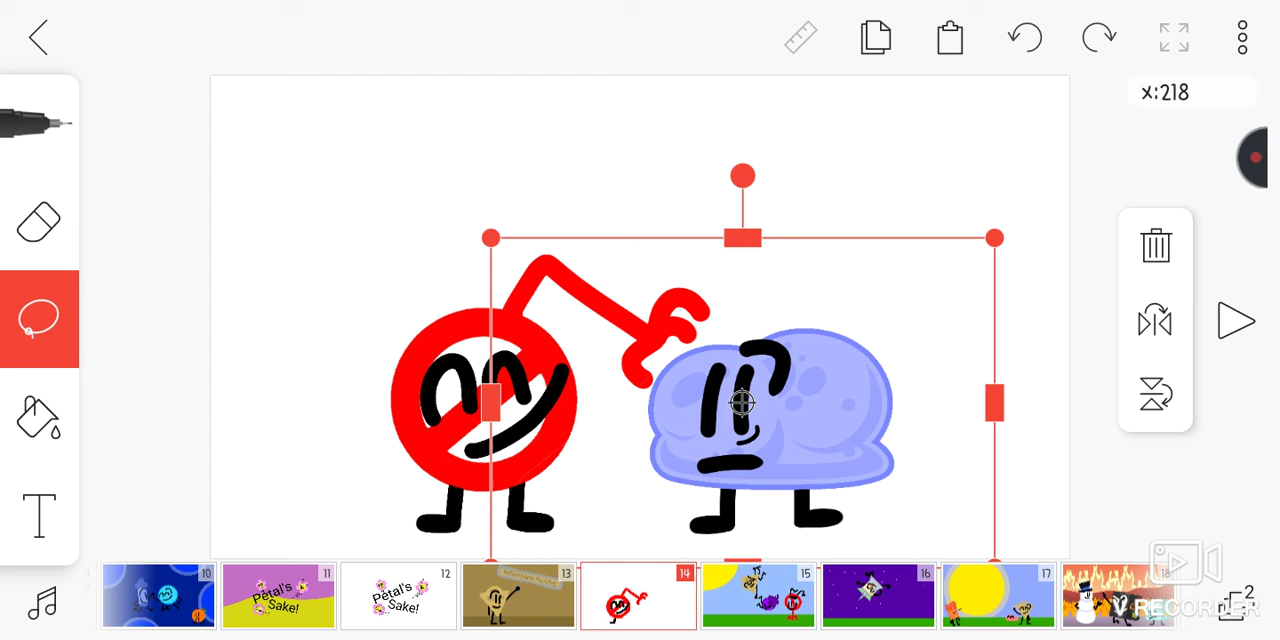 x:218
T
10
11
12
13
14
15
16
17
18
Petal's
Sake!
Petal's
Sake!
2
V RECORDER